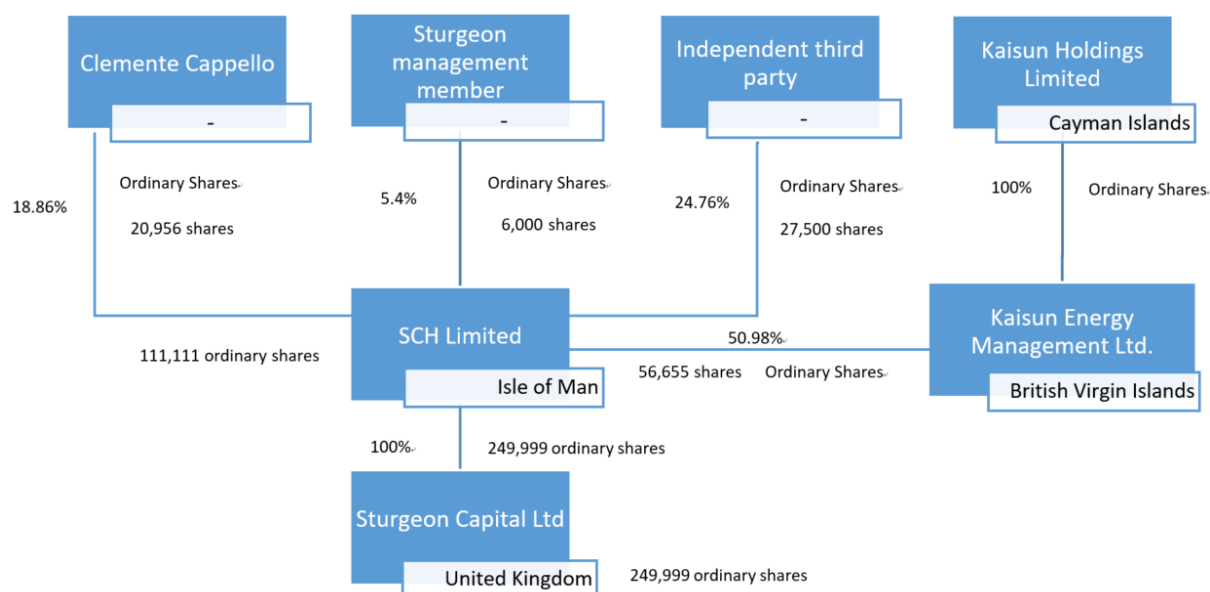 Clemente Cappello
-
Sturgeon
management
member
-
Independent third
party
-
Kaisun Holdings
Limited
Cayman Islands
18.86%
Ordinary Shares
20,956 shares
5.4%
Ordinary Shares
6,000 shares
24.76%
Ordinary Shares
27,500 shares
100%
Ordinary Shares
SCH Limited
Isle of Man
111,111 ordinary shares
50.98%
56,655 shares Ordinary Shares
Kaisun Energy
Management Ltd.
British Virgin Islands
100%
249,999 ordinary shares
Sturgeon Capital Ltd
United Kingdom
249,999 ordinary shares